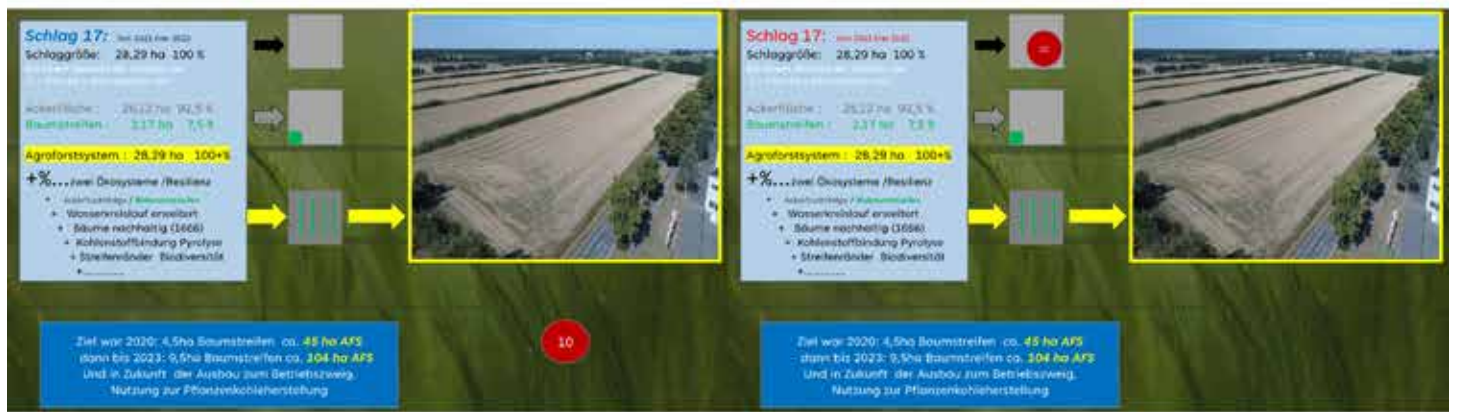 Schlag 17:
Schlaggröße: 28,29 ha 100 %
Ackerfläche : 26,12 ha 92,5 %
Baumstreifen : 2,17 ha 7,5 %
Agroforstsystem : 28,29 ha 100+%
+%...zwei Ökosysteme /Resilienz
+ Wasserkreislauf erweitert
+ Bäume nachhaltig (1666)
+ Kohlenstoffbindung Pyrolyse
+ Streifenränder Biodiversität
+............
Ziel war 2020: 4,5ha Baumstreifen ca. 45 ha AFS
dann bis 2023: 9,5ha Baumstreifen ca. 104 ha AFS
Und in Zukunft der Ausbau zum Betriebszweig,
Nutzung zur Pflanzenkohleherstellung
10
Schlag 17:
Schlaggröße: 28,29 ha 100 %
=
Ackerfläche : 26,12 ha 92,5 %
Baumstreifen : 2,17 ha 7,5 %
Agroforstsystem : 28,29 ha 100+%
+%...zwei Ökosysteme /Resilienz
+ Wasserkreislauf erweitert
+ Bäume nachhaltig (1666)
+ Kohlenstoffbindung Pyrolyse
+ Streifenränder Biodiversität
+............
Ziel war 2020: 4,5ha Baumstreifen ca. 45 ha AFS
dann bis 2023: 9,5ha Baumstreifen ca. 104 ha AFS
Und in Zukunft der Ausbau zum Betriebszweig,
Nutzung zur Pflanzenkohleherstellung